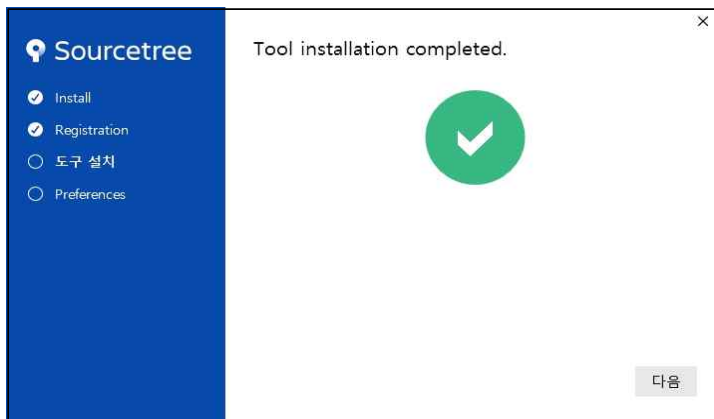 Sourcetree
Install
Registration
도구 설치
Preferences
Tool installation completed.
다음